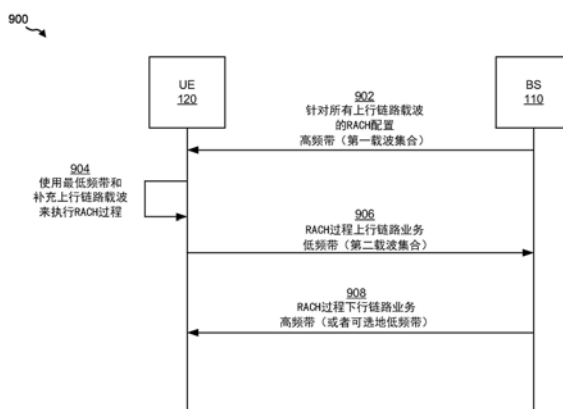 900
UE
120
BS
110
902
针对所有上行链路载波
的RACH配置
高频带（第一载波集合）
904
使用最低频带和
补充上行链路载波
来执行RACH过程
906
RACH过程上行链路业务
低频带（第二载波集合）
908
RACH过程下行链路业务
高频带（或者可选地低频带）